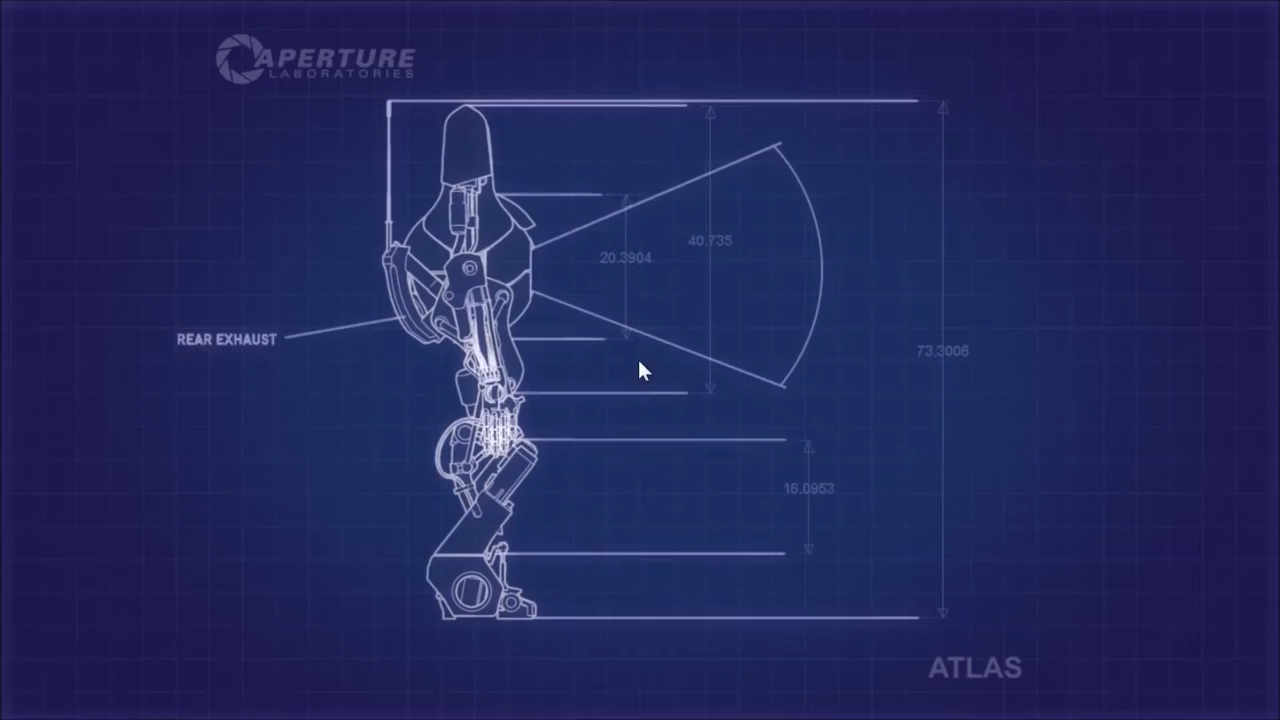 APERTURE
LABORATORIES
40.735
20.3904
REAR EXHAUST
73.3006
16.0953
ATLAS